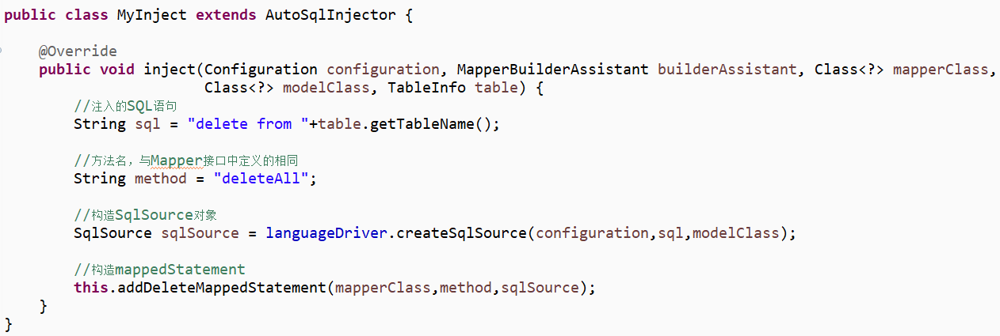 public class MyInject extends AutoSqlInjector {
@Override
public void inject(Configuration configuration, MapperBuilderAssistant builderAssistant, Class<?> mapperClass,
Class<?> modelClass, TableInfo table) {
//注入的SQL语句
String sql = "delete from "+table.getTableName();
//方法名，与Mapper接口中定义的相同
String method = "deleteAll";
//构造SqlSource对象
SqlSource sqlSource = languageDriver.createSqlSource(configuration,sql,modelClass);
//构造mappedStatement
this.addDeleteMappedStatement(mapperClass,method,sqlSource);
}
}